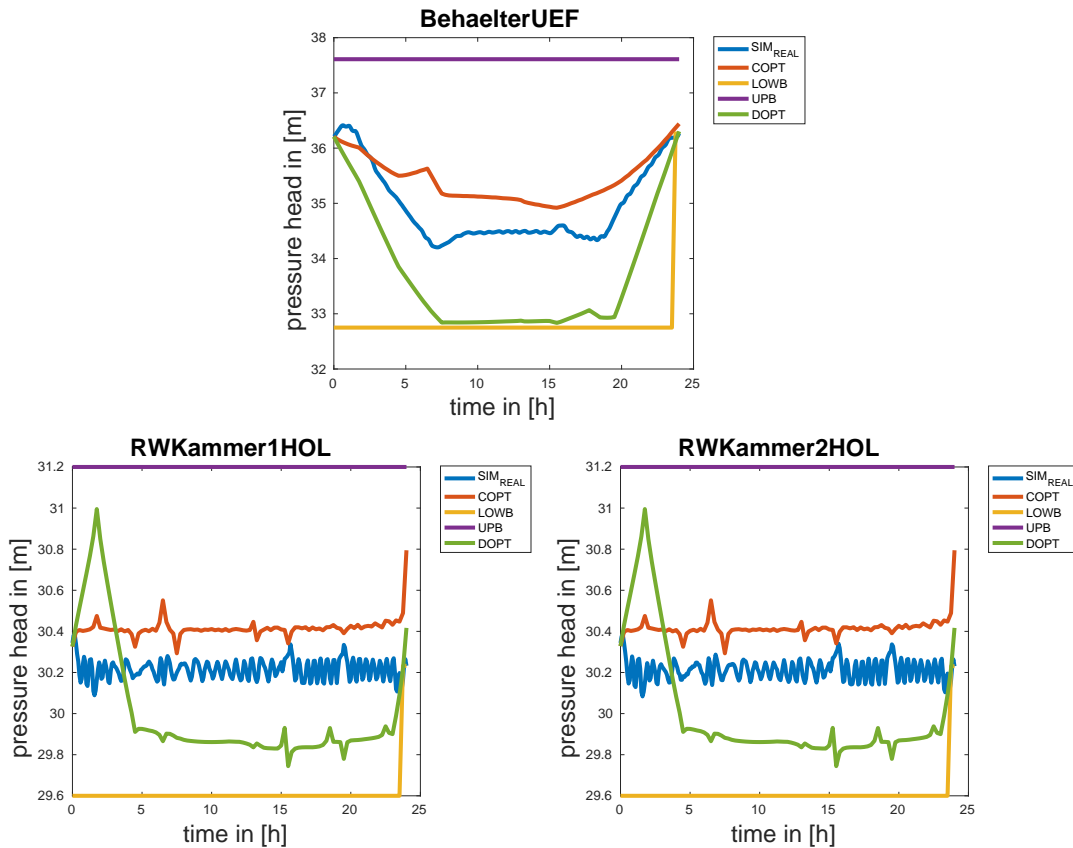 BehaelterUEF
38
37
36
35
34
33
32
0 5 10 15 20 25
pressure head in [m]
time in [h]
SIM_REAL
COPT
LOWB
UPB
DOPT
RWKammer1HOL
31.2
31
30.8
30.6
30.4
30.2
30
29.8
29.6
0 5 10 15 20 25
pressure head in [m]
time in [h]
SIM_REAL
COPT
LOWB
UPB
DOPT
RWKammer2HOL
31.2
31
30.8
30.6
30.4
30.2
30
29.8
29.6
0 5 10 15 20 25
pressure head in [m]
time in [h]
SIM_REAL
COPT
LOWB
UPB
DOPT